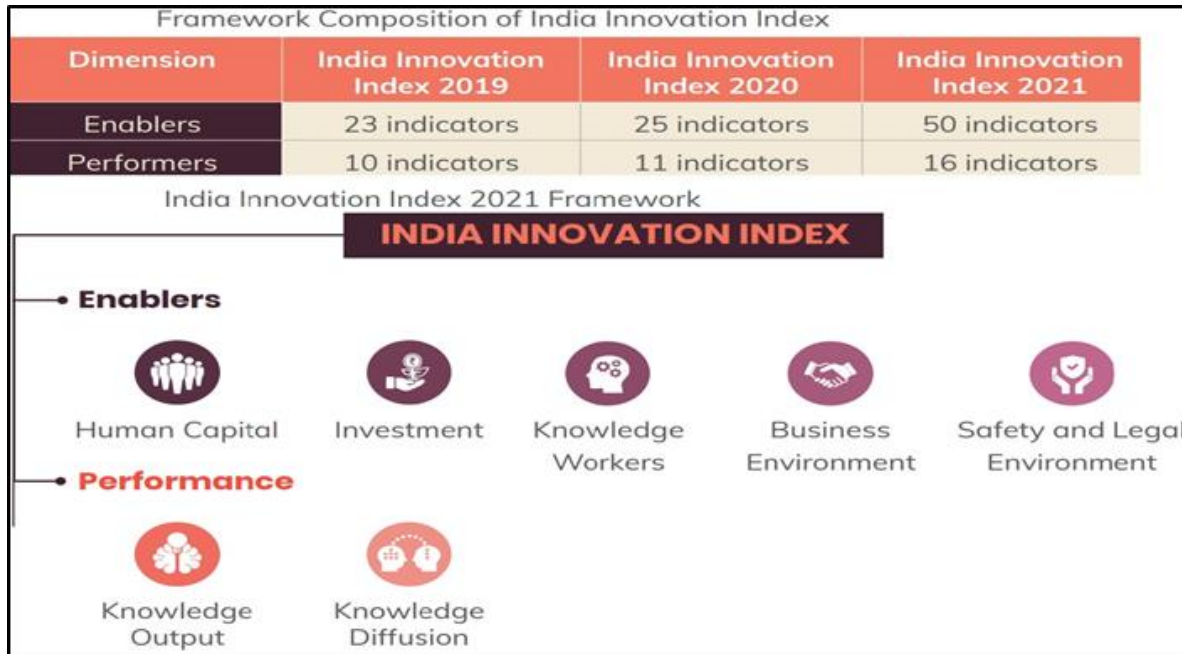 Framework Composition of India Innovation Index
Dimension India Innovation Index 2019 India Innovation Index 2020 India Innovation Index 2021
Enablers 23 indicators 25 indicators 50 indicators
Performers 10 indicators 11 indicators 16 indicators
India Innovation Index 2021 Framework
INDIA INNOVATION INDEX
Enablers
Human Capital
Investment
Knowledge
Workers
Business
Environment
Safety and Legal
Environment
Performance
Knowledge
Output
Knowledge
Diffusion